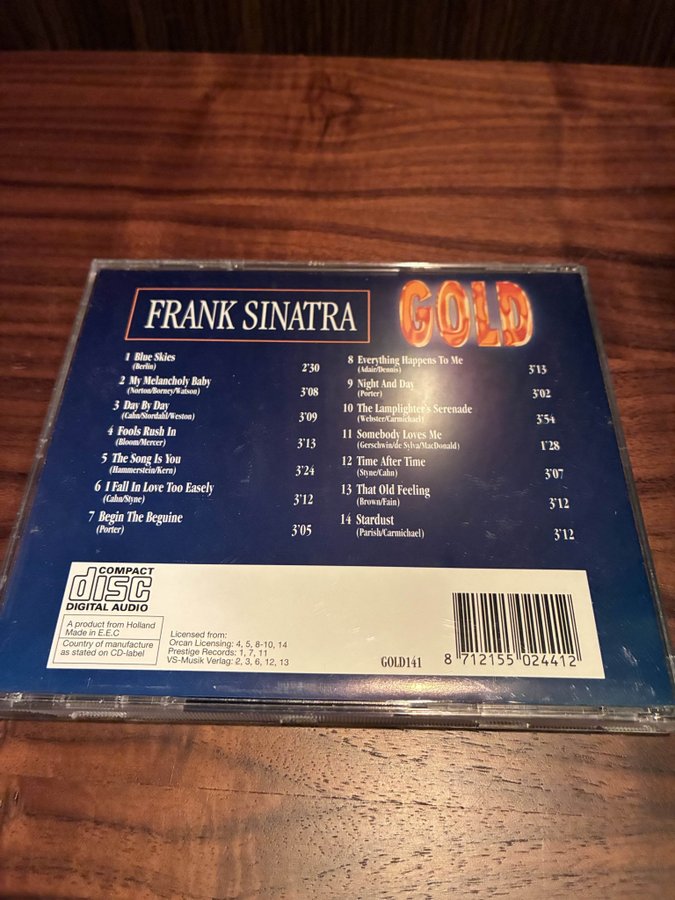 FRANK SINATRA
GOLD
1 Blue Skies
(Berlin)
2'30
2 My Melancholy Baby
(Norton/Borney/Watson)
3'08
3 Day By Day
(Cahn/Stordahl/Weston)
3'09
4 Fools Rush In
(Bloom/Mercer)
3'13
5 The Song Is You
(Hammerstein/Kern)
3'24
6 I Fall In Love Too Easely
(Cahn/Styne)
3'12
7 Begin The Beguine
(Porter)
3'05
8 Everything Happens To Me
(Adair/Dennis)
3'13
9 Night And Day
(Porter)
3'02
10 The Lamplighter's Serenade
(Webster/Carmichael)
3'54
11 Somebody Loves Me
(Gerschwin/de Sylva/MacDonald)
1'28
12 Time After Time
(Styne/Cahn)
3'07
13 That Old Feeling
(Brown/Fain)
3'12
14 Stardust
(Parish/Carmichael)
3'12
COMPACT
disc
DIGITAL AUDIO
A product from Holland
Made in E.E.C
Country of manufacture
as stated on CD-label
Licensed from:
Orcan Licensing: 4, 5, 8-10, 14
Prestige Records: 1, 7, 11
VS-Musik Verlag: 2, 3, 6, 12, 13
GOLD141
8 712155 024412